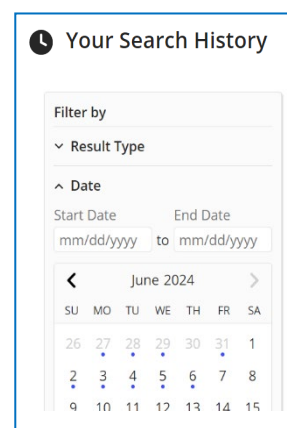 Your Search History
Filter by
Result Type
Date
Start Date End Date
mm/dd/yyyy to mm/dd/yyyy
June 2024
SU MO TU WE TH FR SA
26 27 28 29 30 31 1
2 3 4 5 6 7 8
9 10 11 12 13 14 15